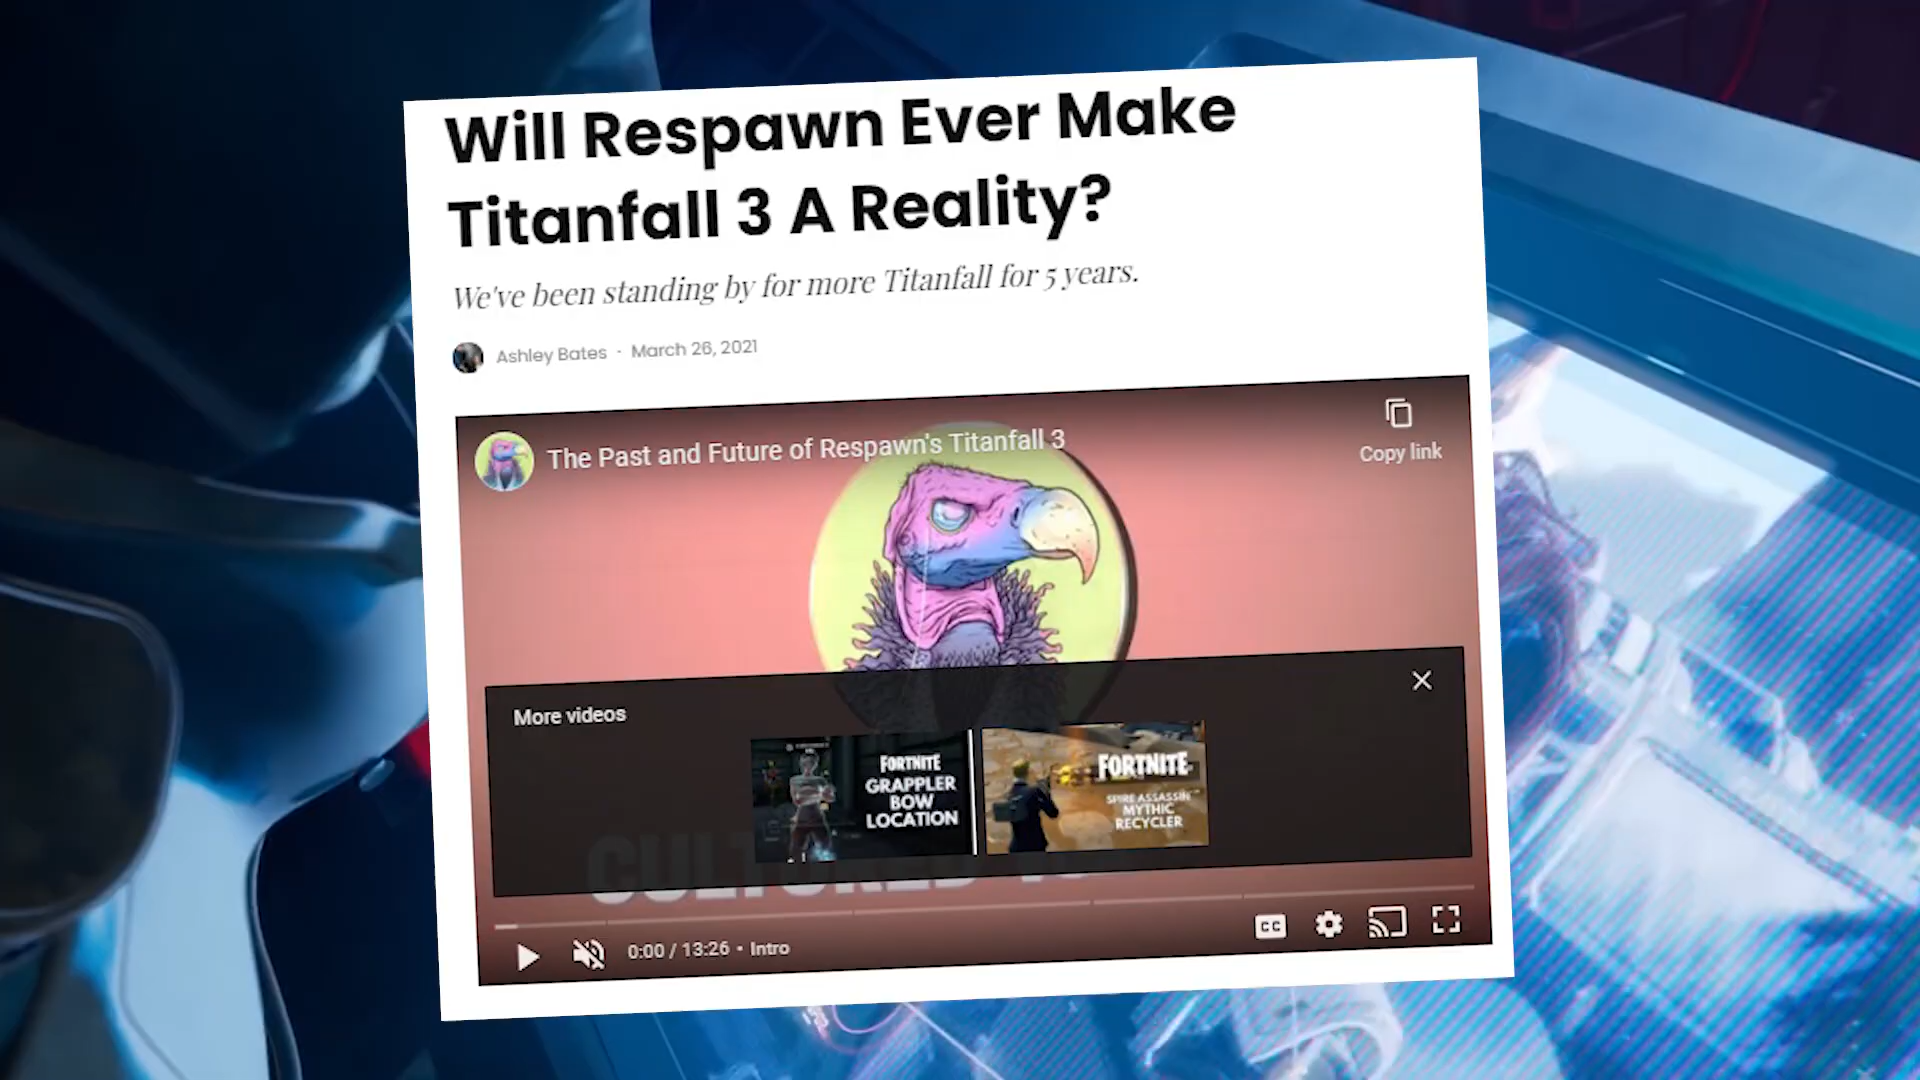 Will Respawn Ever Make
Titanfall 3 A Reality?
We've been standing by for more Titanfall for 5 years.
Ashley Bates · March 26, 2021
The Past and Future of Respawn's Titanfall 3
Copy link
More videos
FORTNITE
GRAPPLER
BOW
LOCATION
FORTNITE
SPIRE ASSASSIN
MYTHIC
RECYCLER
0:00 / 13:26 • Intro
CC